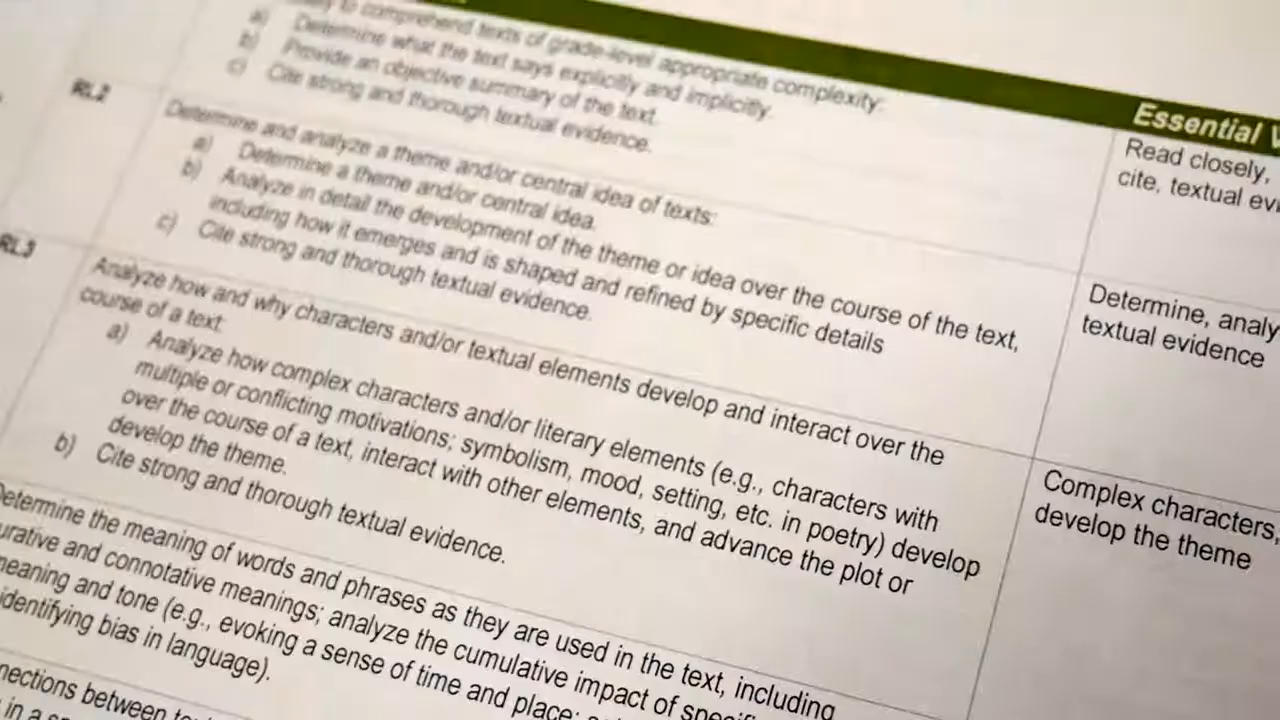 to comprehend texts of grade-level appropriate complexity:
a) Determine what the text says explicitly and implicitly.
b) Provide an objective summary of the text.
c) Cite strong and thorough textual evidence.
Essential
Read closely,
cite, textual
RL.2
Determine and analyze a theme and/or central idea of texts:
a) Determine a theme and/or central idea.
b) Analyze in detail the development of the theme or idea over the course of the text,
including how it emerges and is shaped and refined by specific details
c) Cite strong and thorough textual evidence.
Determine, analy
textual evidence
RL.3
Analyze how and why characters and/or textual elements develop and interact over the
course of a text:
a) Analyze how complex characters and/or literary elements (e.g., characters with
multiple or conflicting motivations; symbolism, mood, setting, etc. in poetry) develop
over the course of a text, interact with other elements, and advance the plot or
develop the theme.
b) Cite strong and thorough textual evidence.
Complex characters,
develop the theme
Determine the meaning of words and phrases as they are used in the text, including
urative and connotative meanings; analyze the cumulative impact of specifi
meaning and tone (e.g., evoking a sense of time and place;
identifying bias in language).
nections between
in a